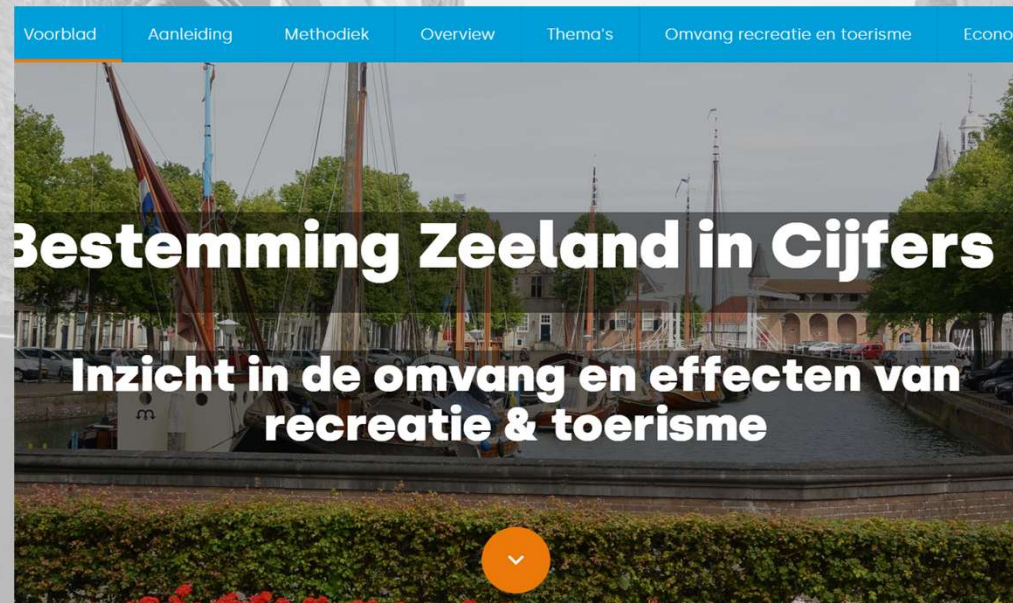 Voorblad Aanleiding Methodiek Overview Thema's Omvang recreatie en toerisme Econo
Bestemming Zeeland in Cijfers
Inzicht in de omvang en effecten van
recreatie & toerisme